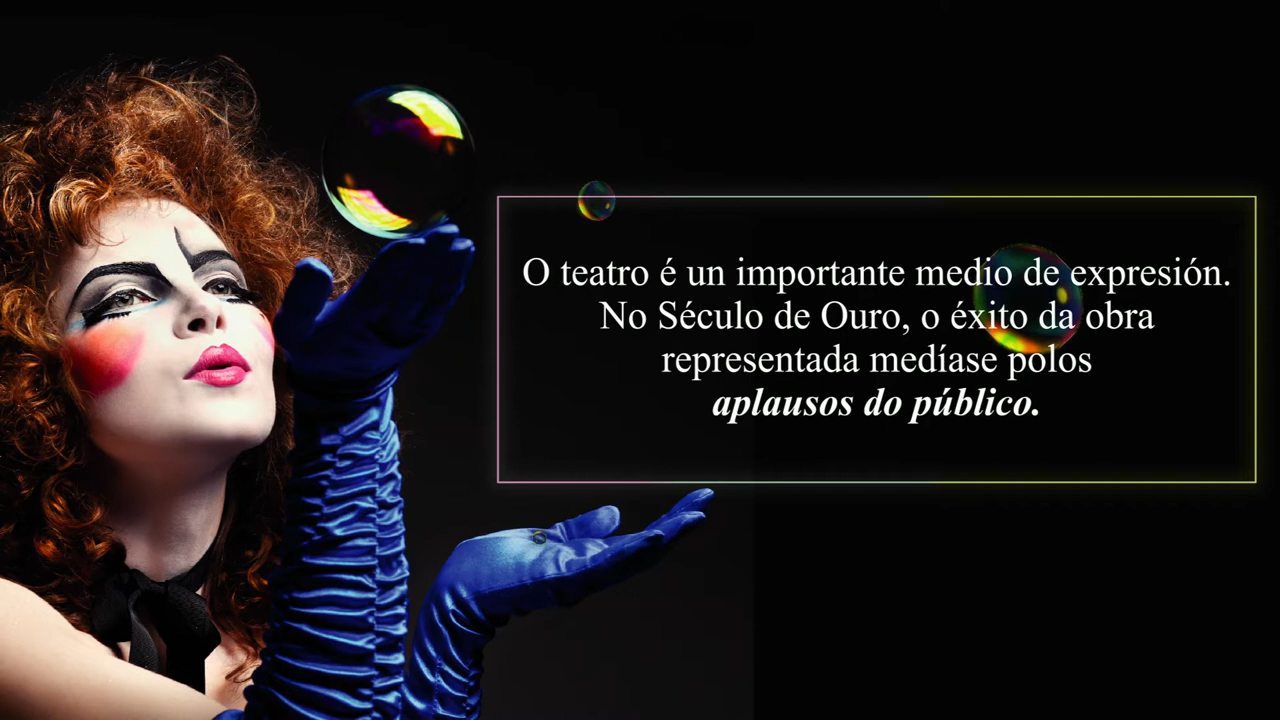 O teatro é un importante medio de expresión.
No Século de Ouro, o éxito da obra
representada medíase polos
aplausos do público.